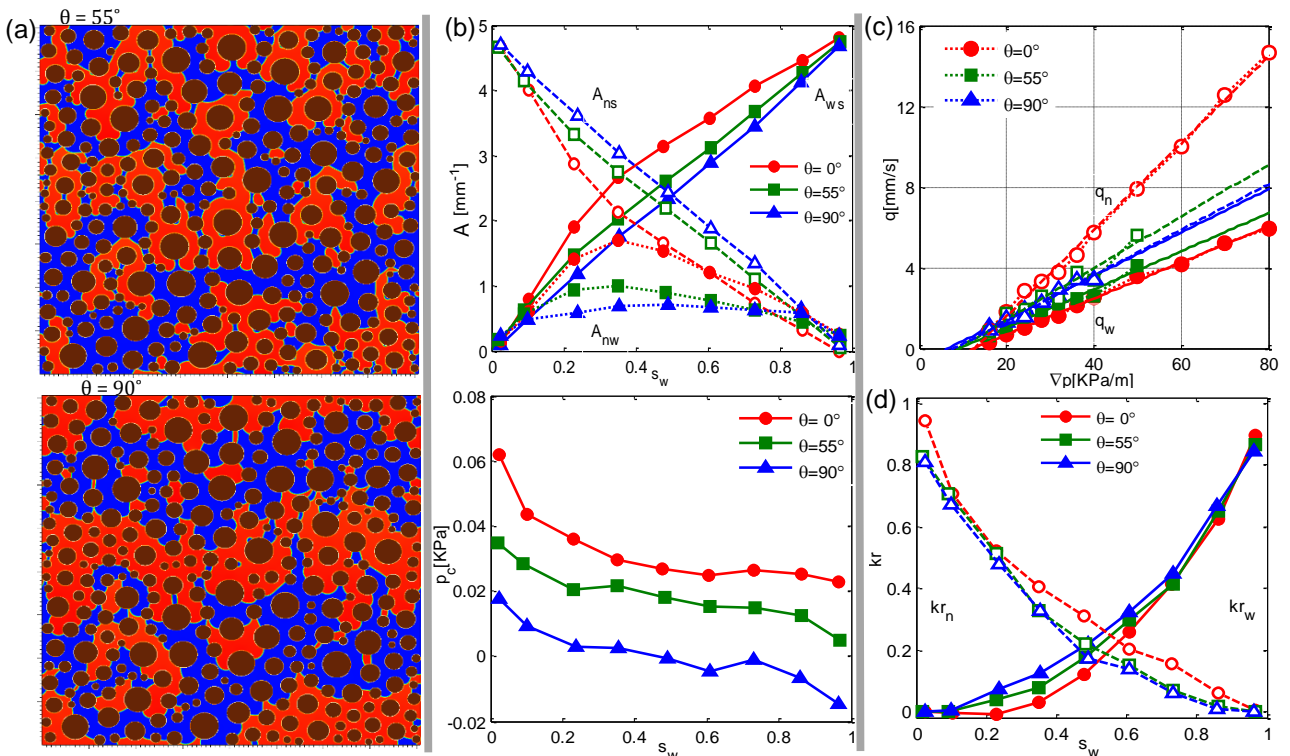 (a)
θ = 55°
θ = 90°
(b)
5
4
3
2
1
0
A [mm⁻¹]
A_ns
A_ws
A_nw
θ= 0°
θ=55°
θ=90°
0 0.2 0.4 0.6 0.8 1
s_w
0.08
0.06
0.04
0.02
0
-0.02
p_c[KPa]
θ= 0°
θ=55°
θ=90°
0 0.2 0.4 0.6 0.8 1
s_w
(c)
16
12
8
4
0
q[mm/s]
θ=0°
θ=55°
θ=90°
q_n
q_w
0 20 40 60 80
∇p[KPa/m]
(d)
1
0.8
0.6
0.4
0.2
0
kr
θ= 0°
θ=55°
θ=90°
kr_n
kr_w
0 0.2 0.4 0.6 0.8 1
s_w